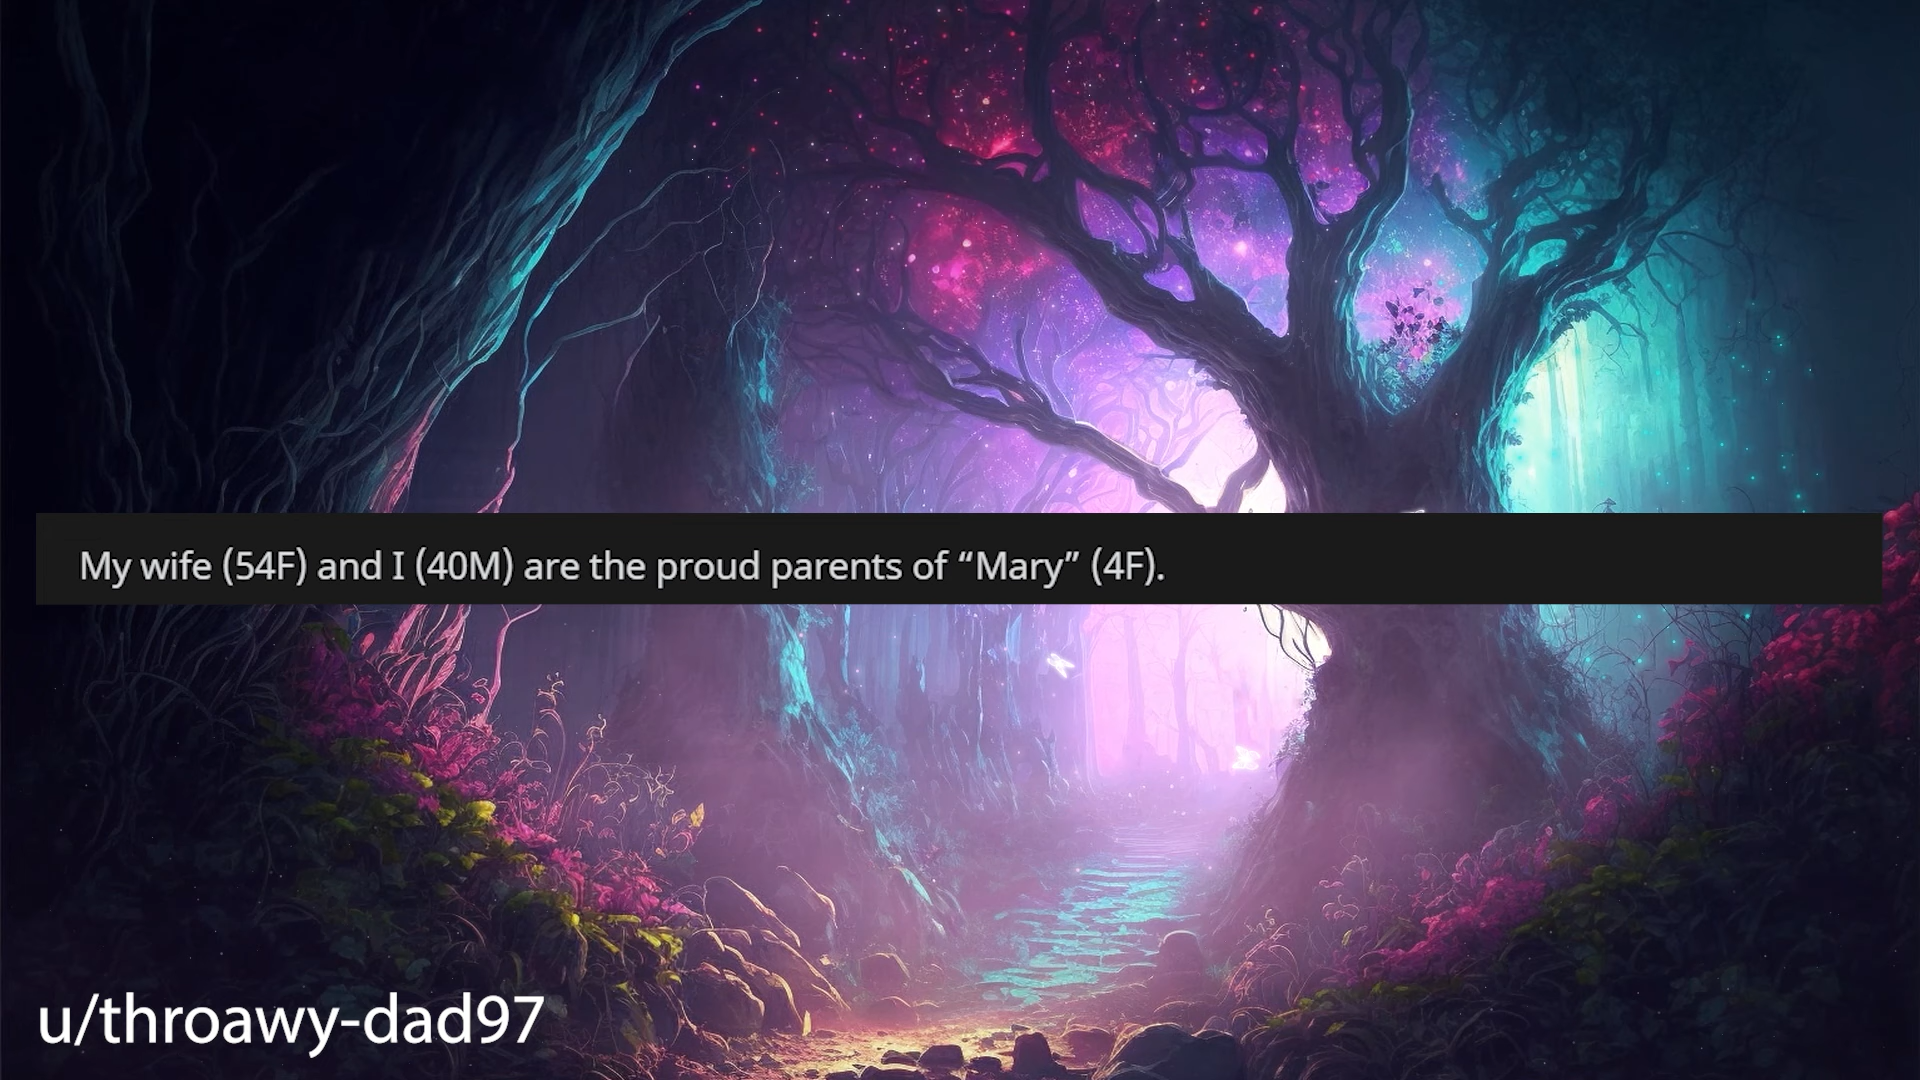 My wife (54F) and I (40M) are the proud parents of “Mary” (4F).
u/throawy-dad97